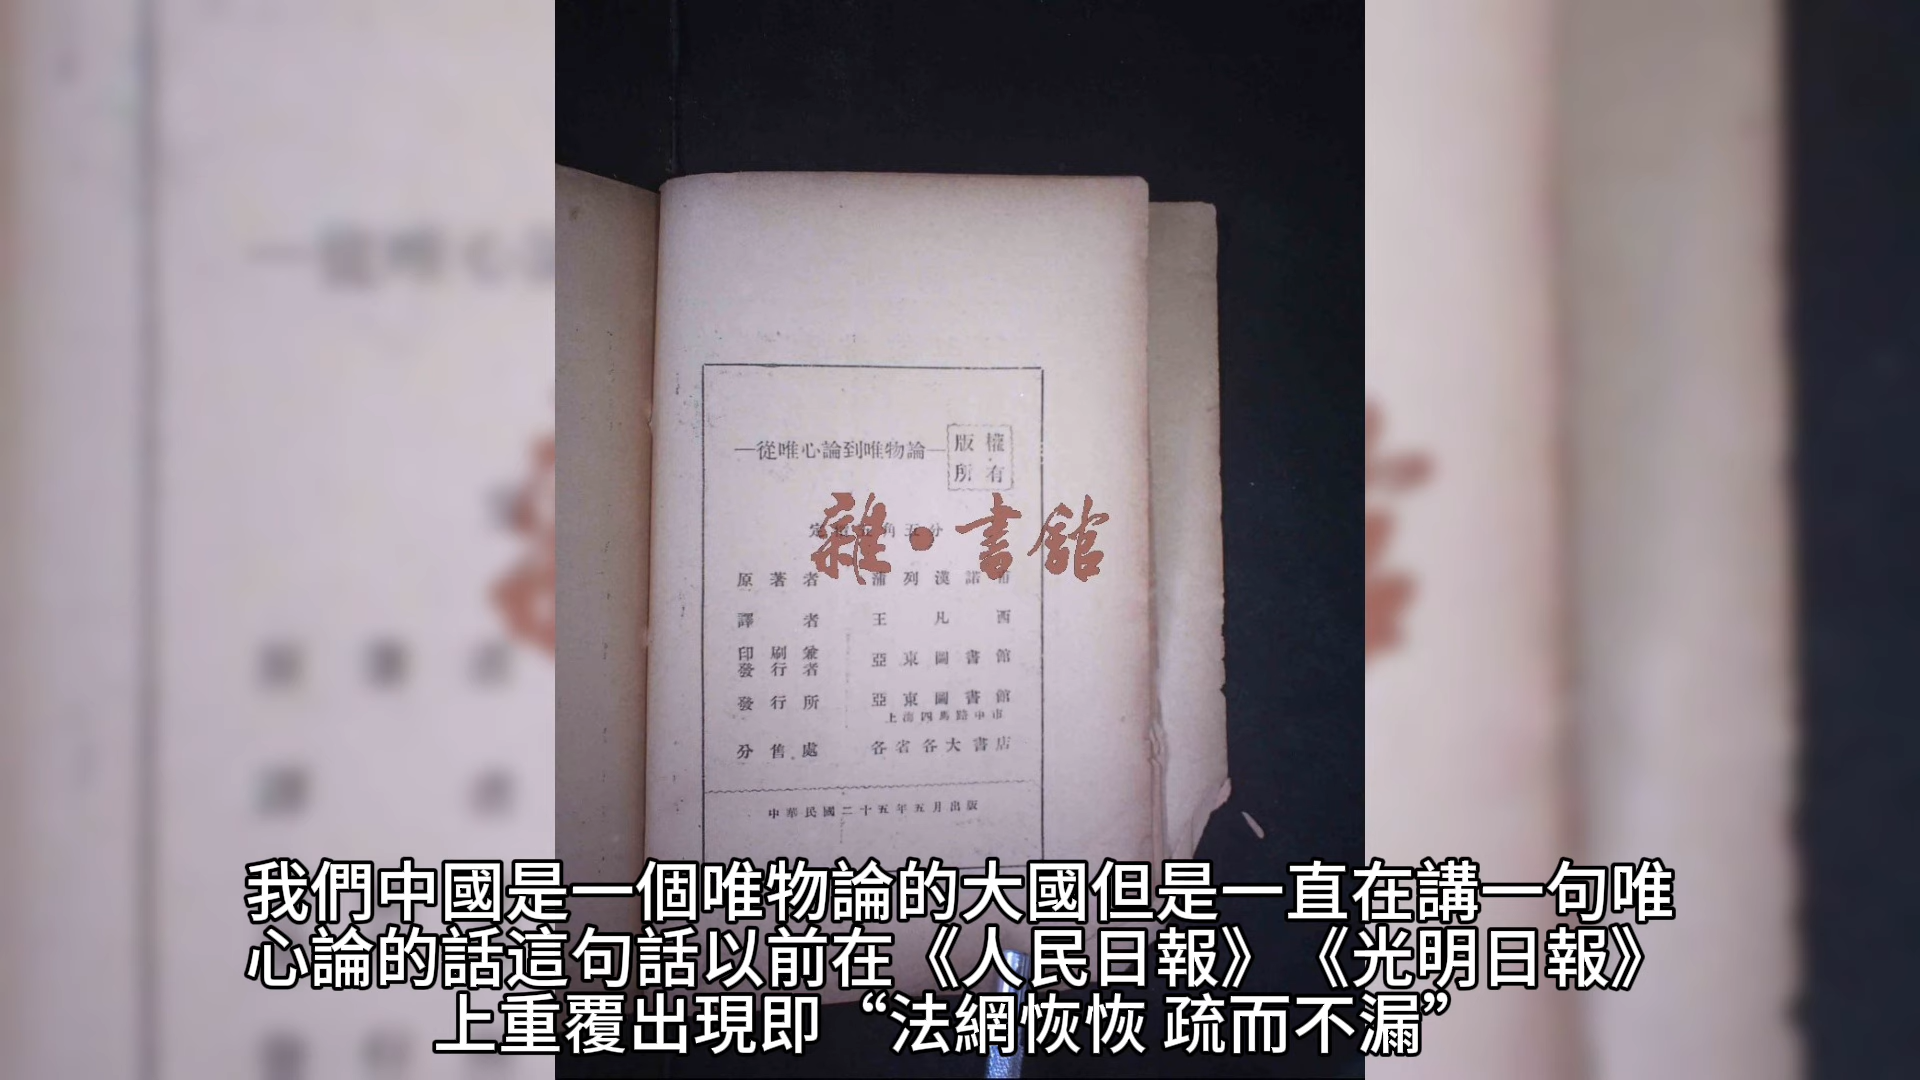 —從唯心論到唯物論—
版權
所有
角五分
雜·書館
原著者 蒲列漢諾
譯者 王凡西
印刷兼
發行者 亞東圖書館
發行所 亞東圖書館
上海四馬路中市
分售處 各省各大書店
中華民國二十五年五月出版
我們中國是一個唯物論的大國但是一直在講一句唯
心論的話這句話以前在《人民日報》《光明日報》
上重覆出現即“法網恢恢 疏而不漏”